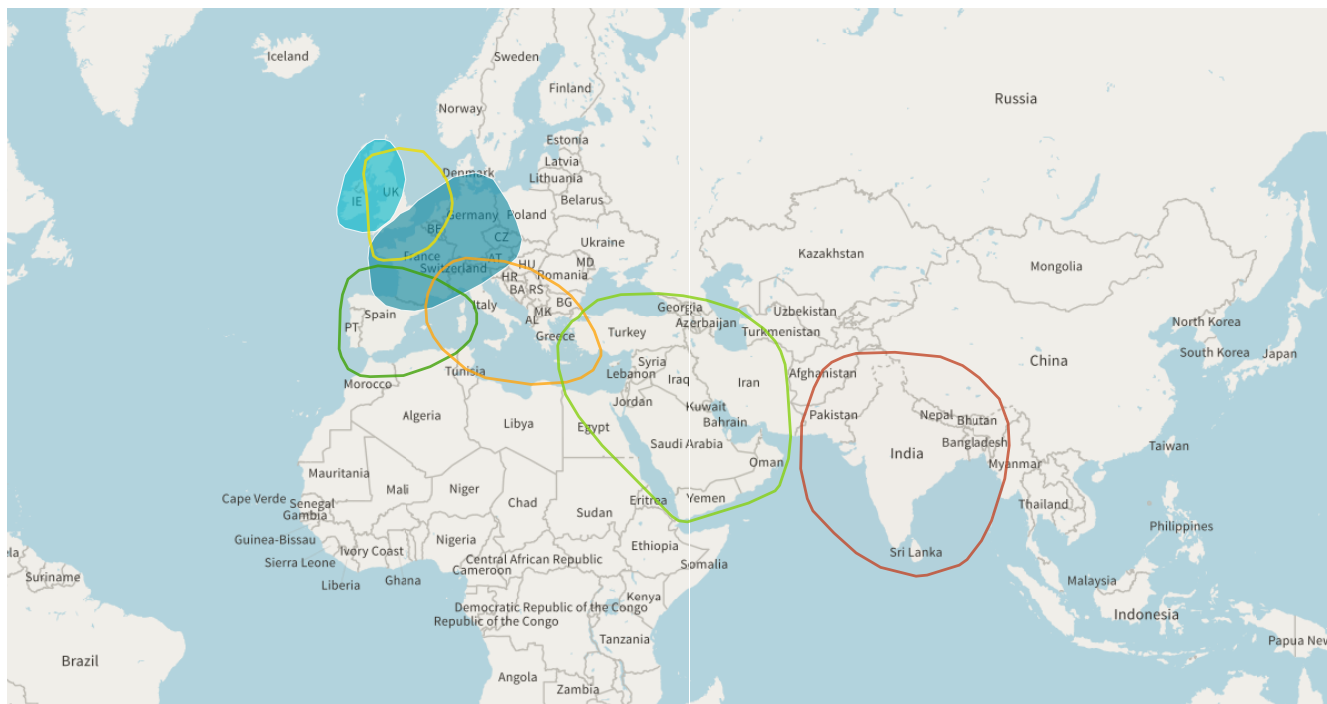 Iceland
Sweden
Finland
Norway
Russia
Estonia
Latvia
Denmark
Lithuania
UK
IE
Belarus
Germany
Poland
BE
CZ
Ukraine
France
AT
Switzerland
HU
MD
Kazakhstan
Mongolia
HR
Romania
BA
RS
Italy
BG
Georgia
Uzbekistan
Spain
MK
AL
Azerbaijan
North Korea
PT
Greece
Turkey
Turkmenistan
South Korea
Japan
Syria
China
Tunisia
Lebanon
Iraq
Iran
Afghanistan
Morocco
Jordan
Kuwait
Algeria
Libya
Egypt
Bahrain
Pakistan
Nepal
Bhutan
Saudi Arabia
Bangladesh
Taiwan
India
Oman
Myanmar
Mauritania
Mali
Niger
Cape Verde
Senegal
Chad
Eritrea
Yemen
Thailand
Gambia
Sudan
Philippines
Guinea-Bissau
Nigeria
Ivory Coast
Ethiopia
Sri Lanka
ela
Sierra Leone
Central African Republic
Cameroon
Somalia
Suriname
Liberia
Ghana
Malaysia
Kenya
Democratic Republic of the Congo
Republic of the Congo
Indonesia
Tanzania
Papua New
Brazil
Angola
Zambia